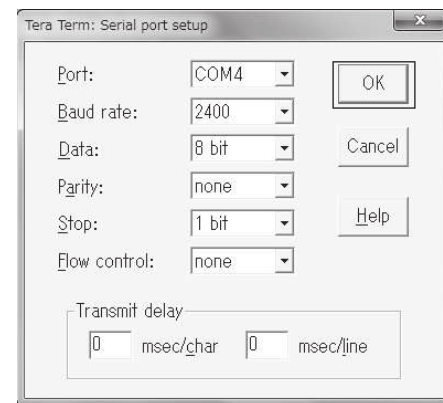 Tera Term: Serial port setup
Port: COM4
OK
Baud rate: 2400
Data: 8 bit
Cancel
Parity: none
Stop: 1 bit
Help
Flow control: none
Transmit delay
0 msec/char 0 msec/line